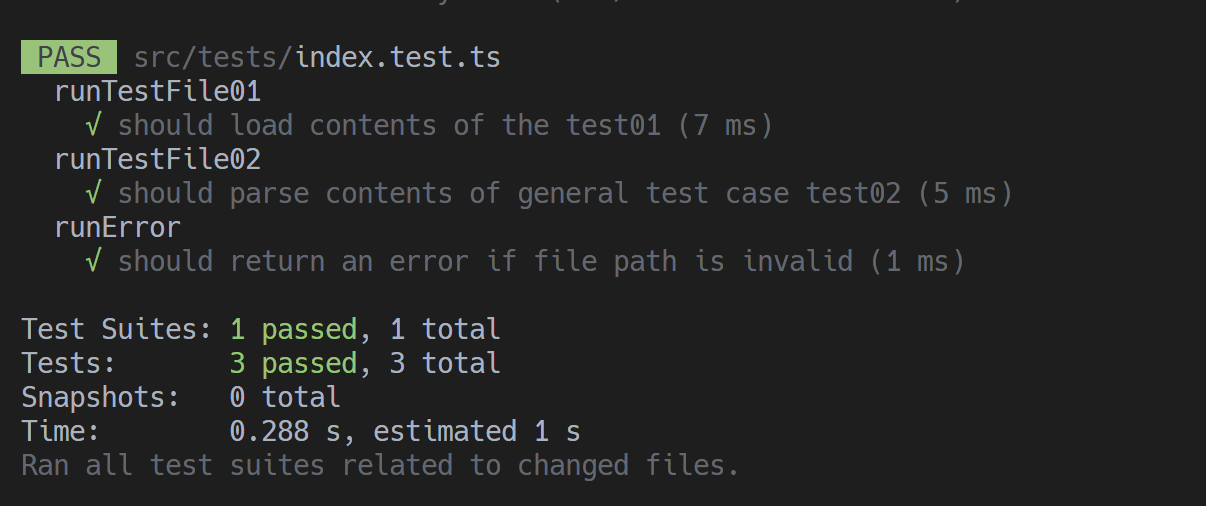 PASS src/tests/index.test.ts
runTestFile01
√ should load contents of the test01 (7 ms)
runTestFile02
√ should parse contents of general test case test02 (5 ms)
runError
√ should return an error if file path is invalid (1 ms)
Test Suites: 1 passed, 1 total
Tests: 3 passed, 3 total
Snapshots: 0 total
Time: 0.288 s, estimated 1 s
Ran all test suites related to changed files.